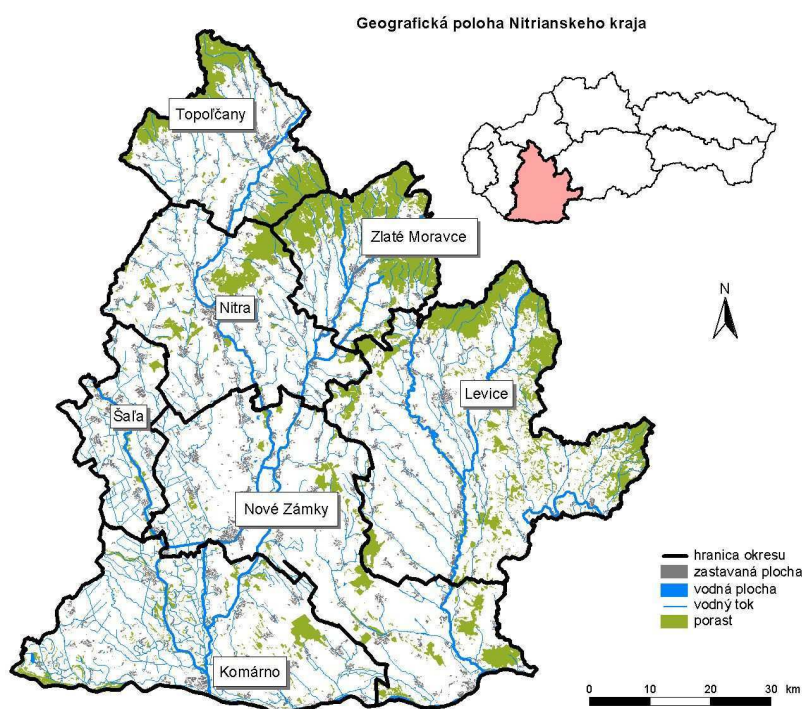 Geografická poloha Nitrianskeho kraja
Topoľčany
Zlaté Moravce
Nitra
N
Levice
Šaľa
Nové Zámky
Komárno
hranica okresu
zastavaná plocha
vodná plocha
vodný tok
porast
0 10 20 30 km